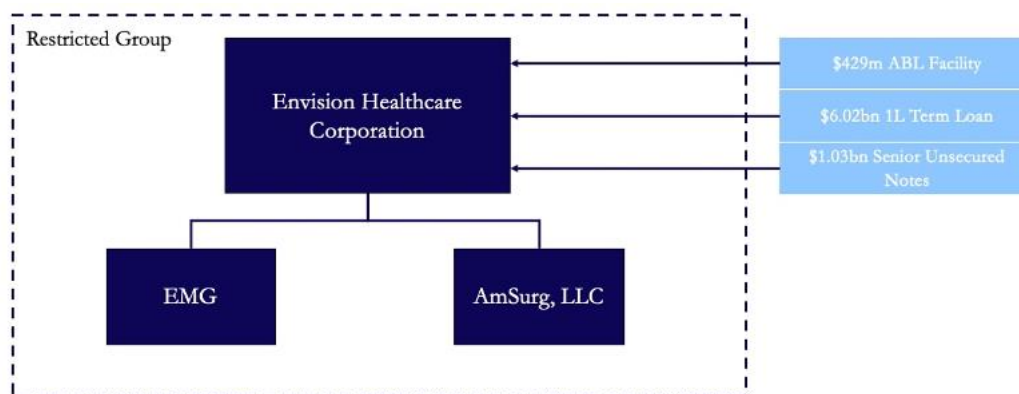 Restricted Group
Envision Healthcare
Corporation
$429m ABL Facility
$6.02bn 1L Term Loan
$1.03bn Senior Unsecured
Notes
EMG
AmSurg, LLC